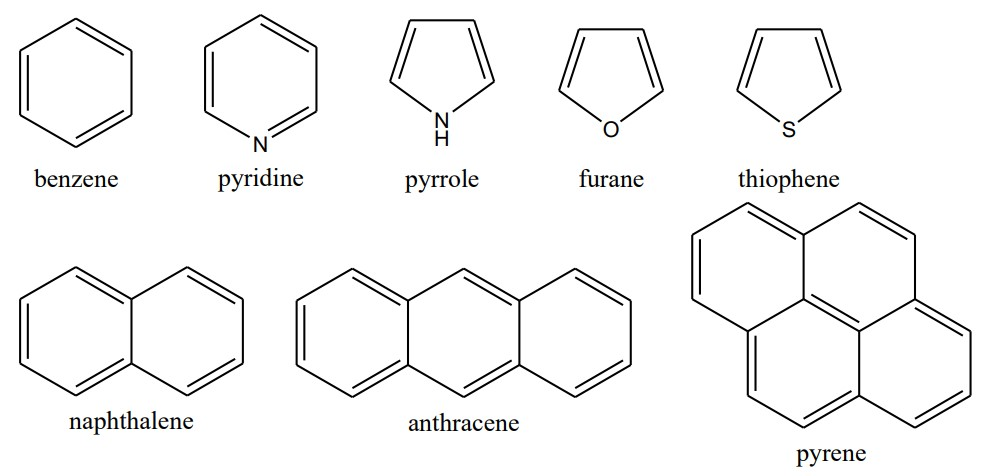 N
N
H
O
S
benzene pyridine pyrrole furane thiophene
naphthalene anthracene
pyrene